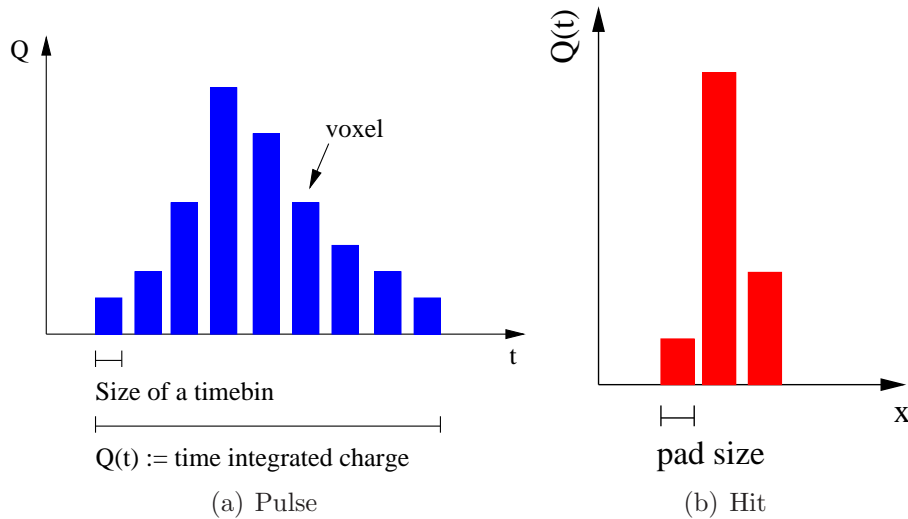 Q
voxel
t
Size of a timebin
Q(t) := time integrated charge
(a) Pulse
Q(t)
x
pad size
(b) Hit